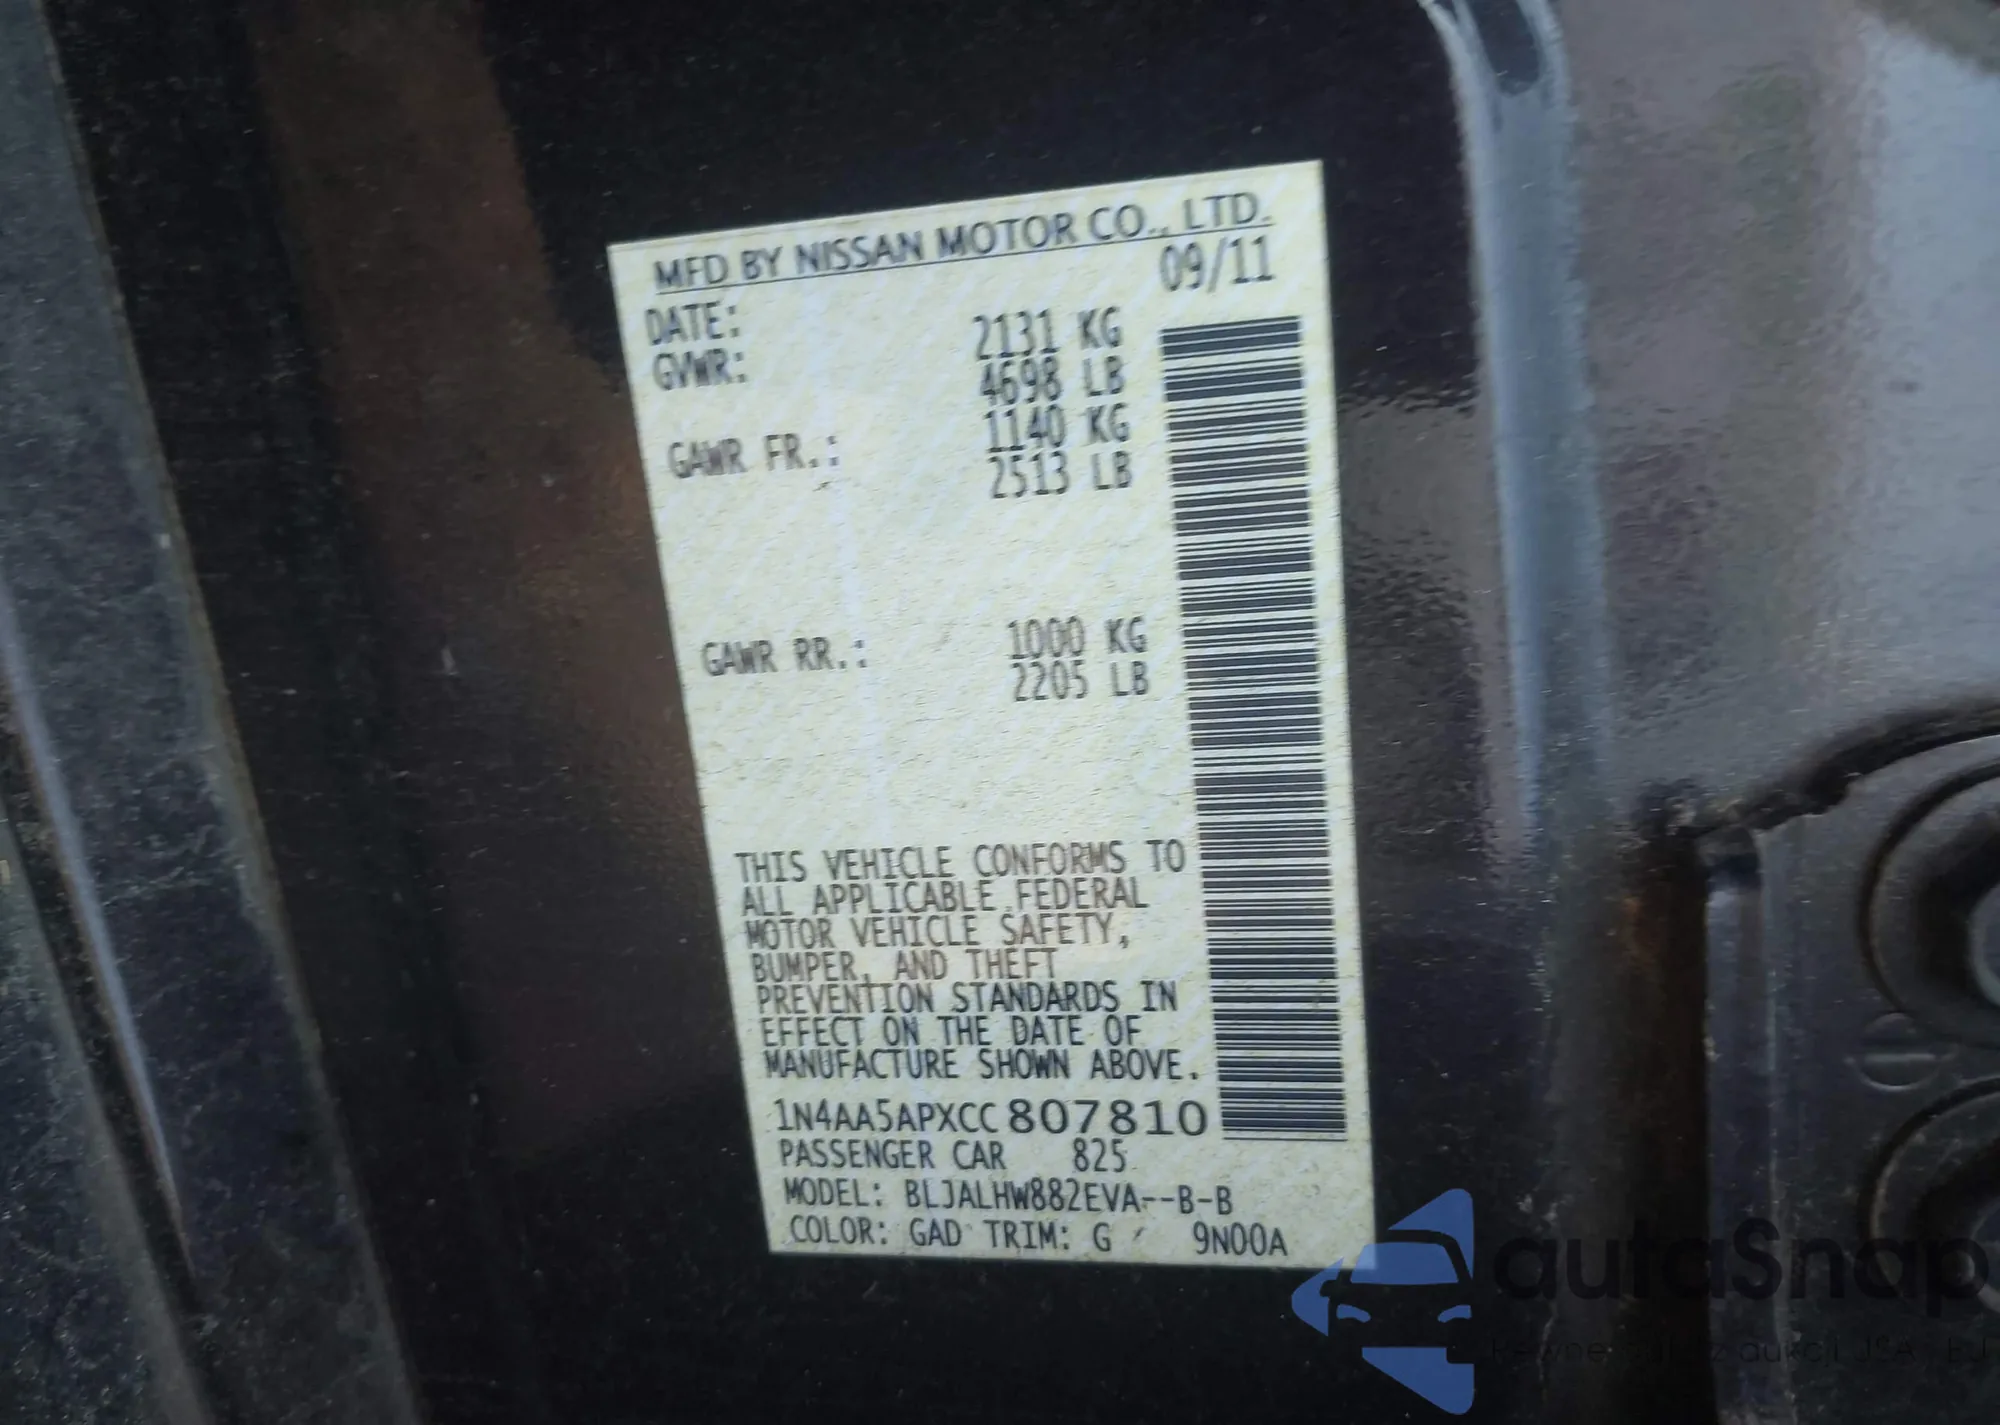 MFD BY NISSAN MOTOR CO., LTD.
DATE: 09/11
GVWR: 2131 KG
4698 LB
GAWR FR.: 1140 KG
2513 LB
GAWR RR.: 1000 KG
2205 LB
THIS VEHICLE CONFORMS TO
ALL APPLICABLE FEDERAL
MOTOR VEHICLE SAFETY,
BUMPER, AND THEFT
PREVENTION STANDARDS IN
EFFECT ON THE DATE OF
MANUFACTURE SHOWN ABOVE.
1N4AA5APXCC807810
PASSENGER CAR 825
MODEL: BLJALHW882EVA--B-B
COLOR: GAD TRIM: G 9N00A
autaSnap
aukcji USA